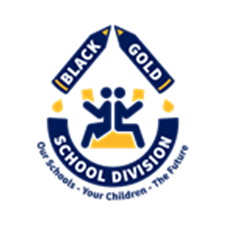 BLACK
GOLD
SCHOOL DIVISION
Our Schools - Your Children - The Future